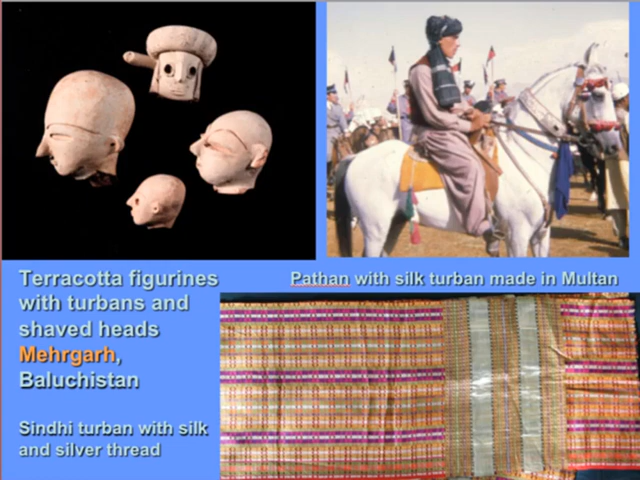 Terracotta figurines
with turbans and
shaved heads
Mehrgarh,
Baluchistan
Pathan with silk turban made in Multan
Sindhi turban with silk
and silver thread